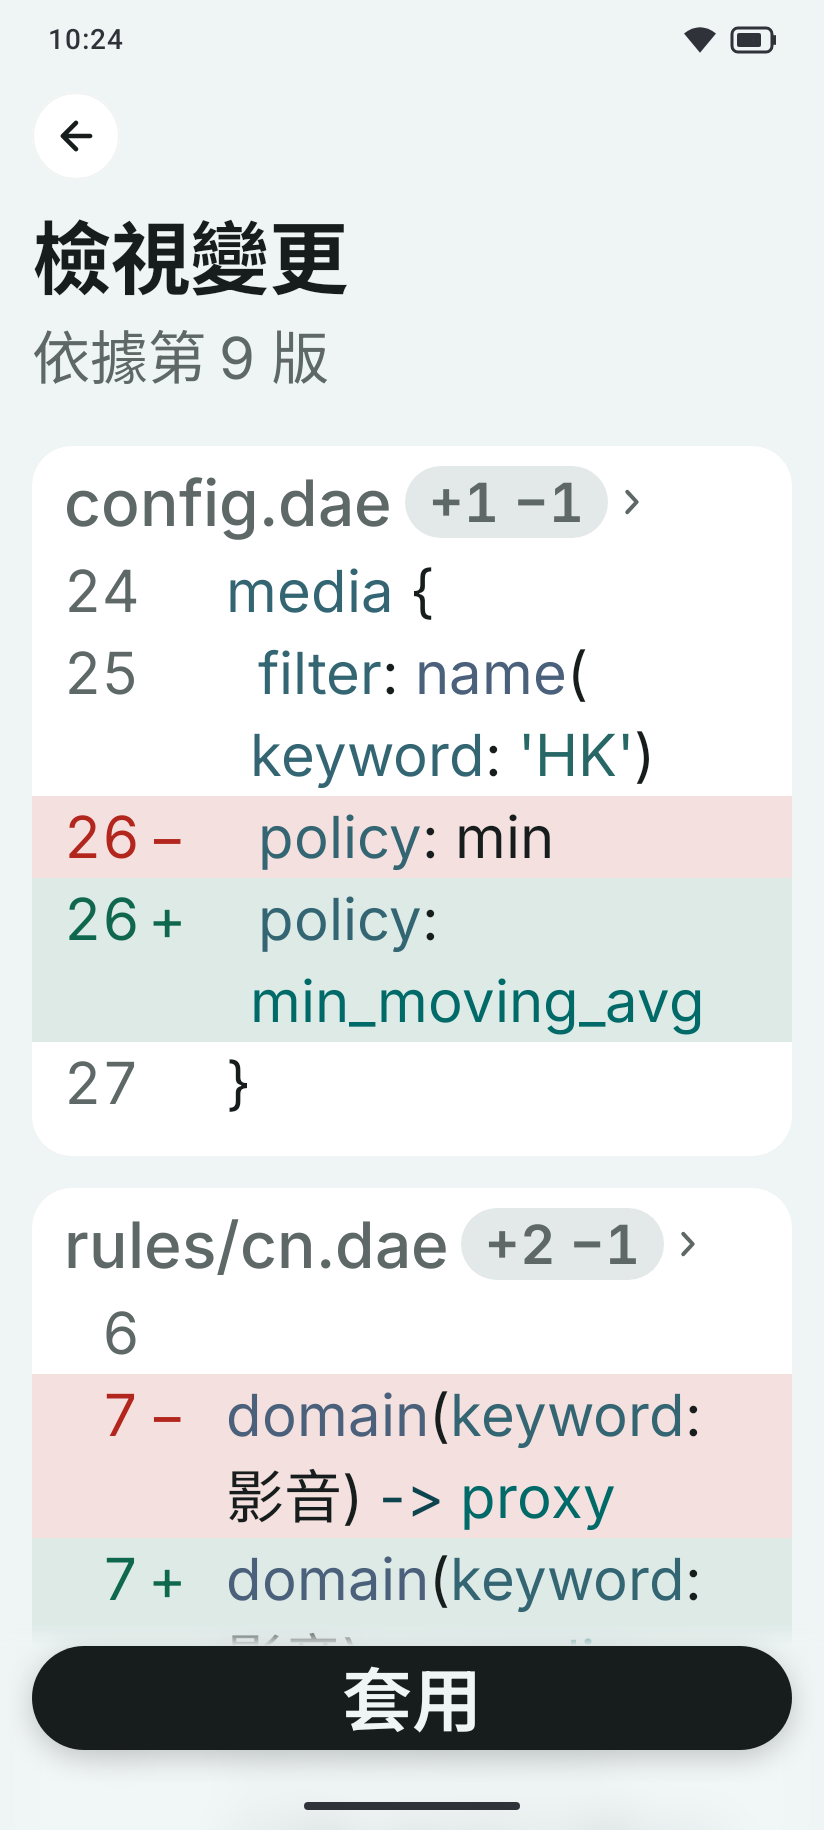 10:24
檢視變更
依據第 9 版
config.dae +1 −1
24 media {
25 filter: name(
keyword: 'HK')
26 − policy: min
26 + policy:
min_moving_avg
27 }
rules/cn.dae +2 −1
6
7 − domain(keyword:
影音) -> proxy
7 + domain(keyword:
套用